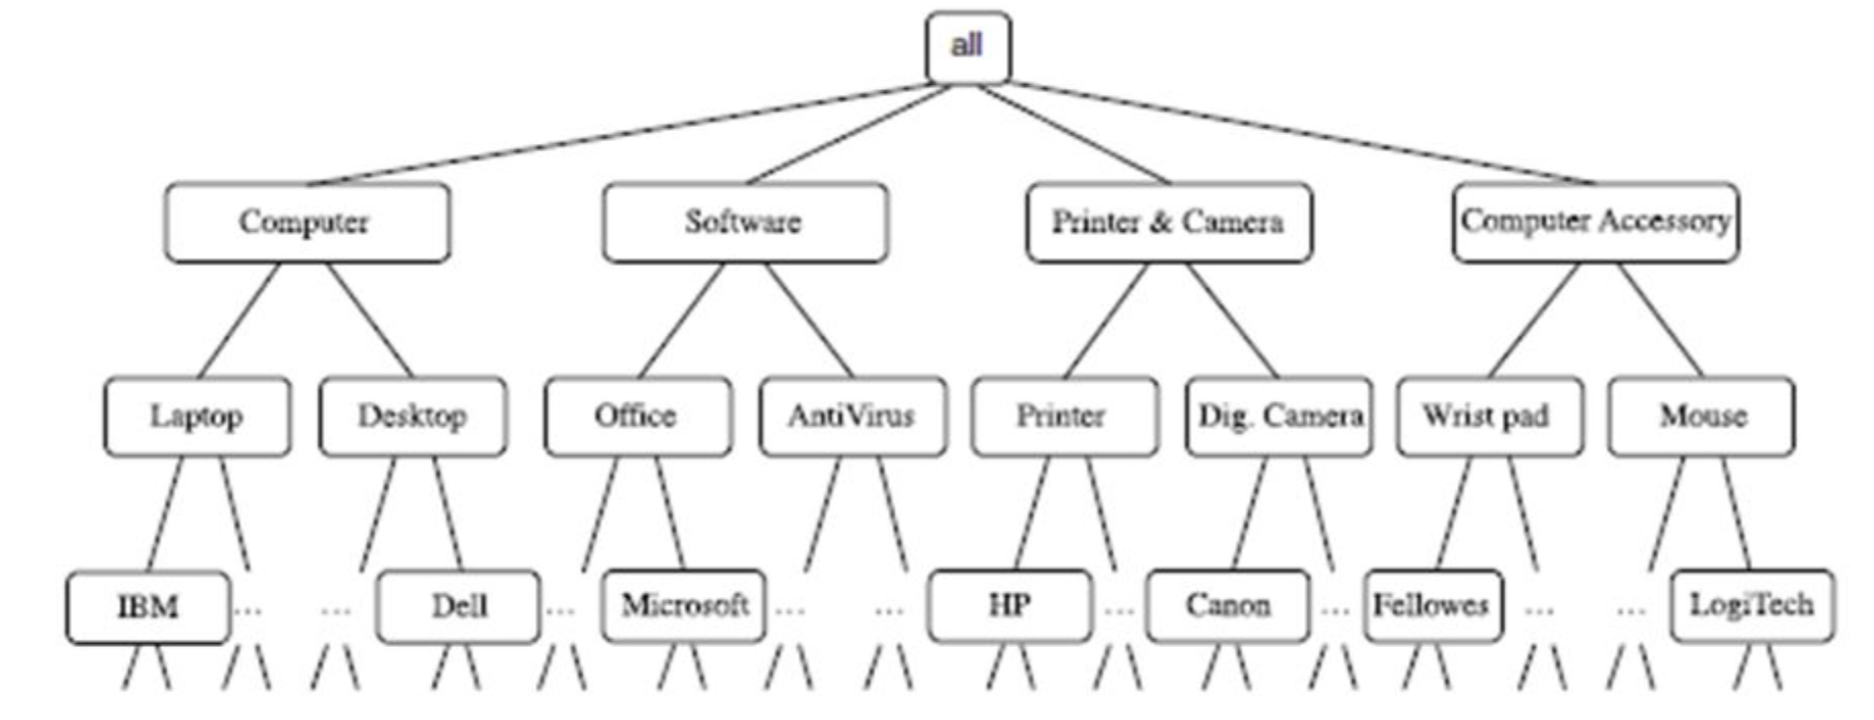 all
Computer
Software
Printer & Camera
Computer Accessory
Laptop
Desktop
Office
AntiVirus
Printer
Dig. Camera
Wrist pad
Mouse
IBM
...
...
Dell
...
Microsoft
...
...
HP
...
Canon
...
Fellowes
...
...
LogiTech